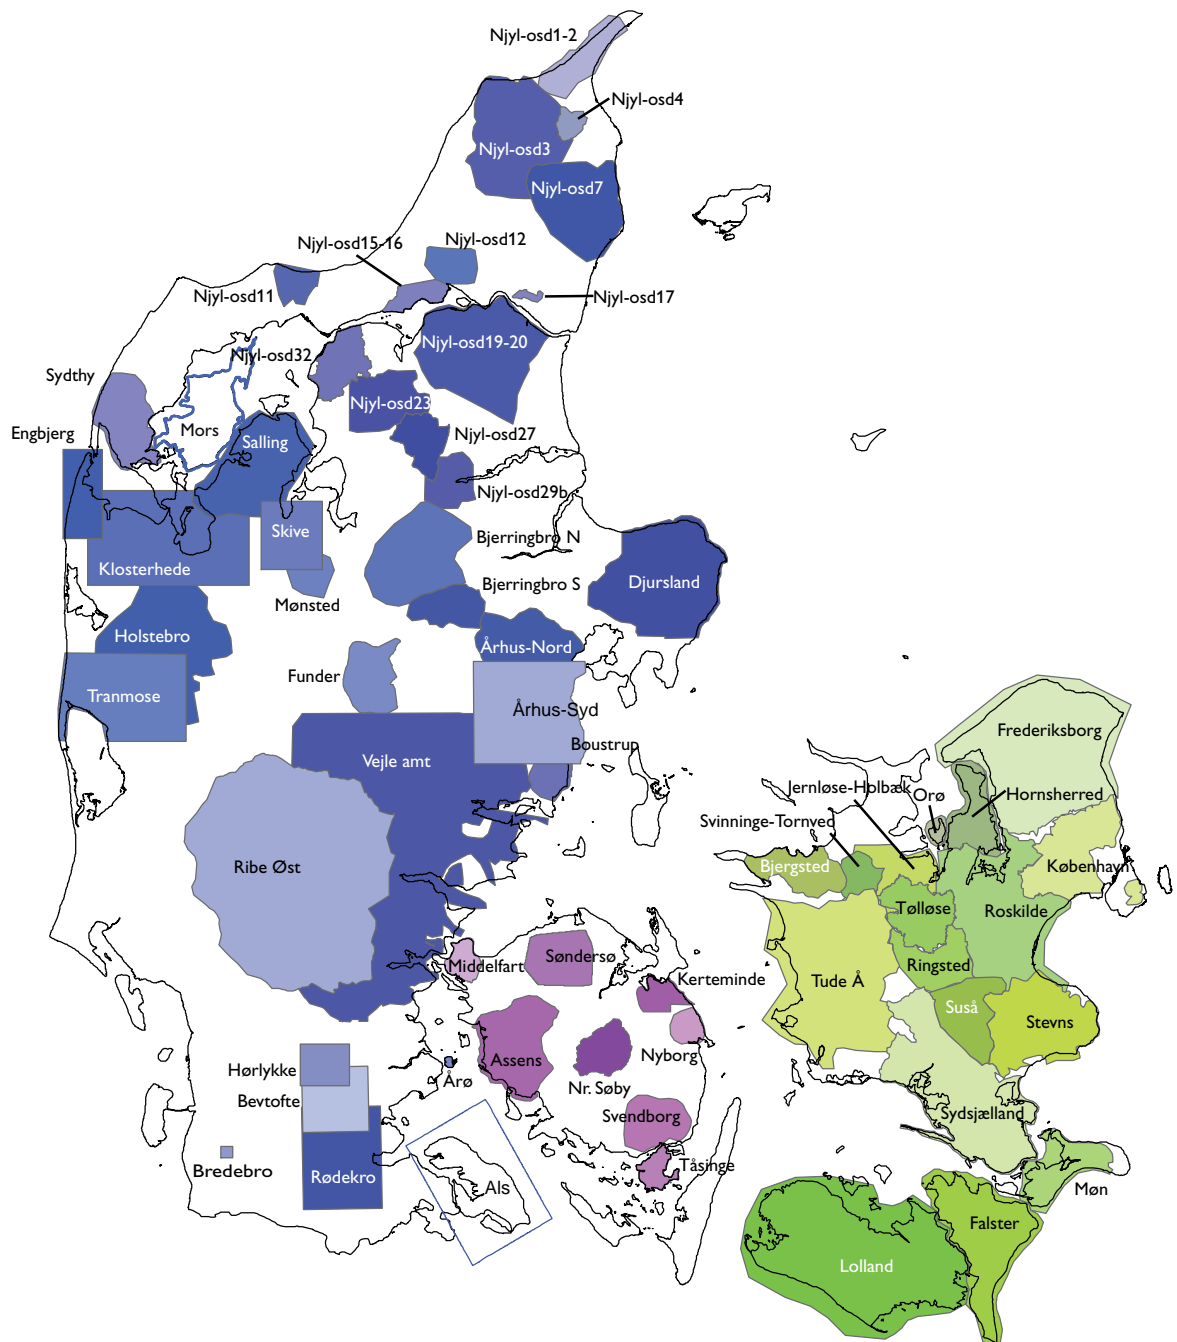 Njyl-osd1-2
Njyl-osd4
Njyl-osd3
Njyl-osd7
Njyl-osd15-16
Njyl-osd12
Njyl-osd11
Njyl-osd17
Njyl-osd32
Njyl-osd19-20
Sydthy
Njyl-osd23
Engbjerg
Mors
Salling
Njyl-osd27
Njyl-osd29b
Skive
Bjerringbro N
Klosterhede
Djursland
Bjerringbro S
Mønsted
Holstebro
Århus-Nord
Funder
Tranmose
Århus-Syd
Frederiksborg
Boustrup
Vejle amt
Jernløse-Holbæk
Orø
Hornsherred
Svinninge-Tornved
Ribe Øst
Bjergsted
København
Tølløse
Roskilde
Søndersø
Middelfart
Ringsted
Kerteminde
Tude Å
Suså
Stevns
Assens
Nyborg
Hørlykke
Årø
Nr. Søby
Bevtofte
Svendborg
Sydsjælland
Bredebro
Rødekro
Tåsinge
Als
Møn
Falster
Lolland